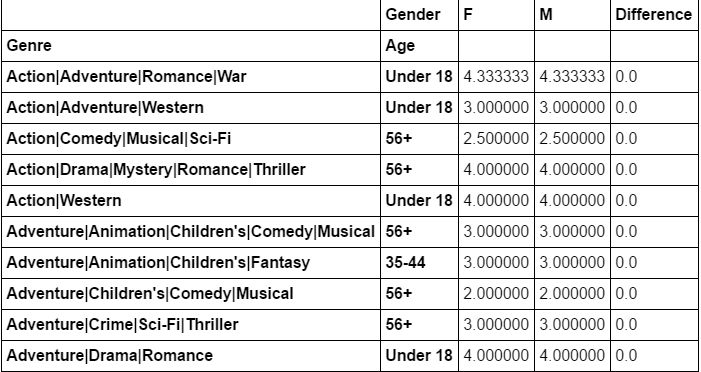 Gender F M Difference
Genre Age
Action|Adventure|Romance|War Under 18 4.333333 4.333333 0.0
Action|Adventure|Western Under 18 3.000000 3.000000 0.0
Action|Comedy|Musical|Sci-Fi 56+ 2.500000 2.500000 0.0
Action|Drama|Mystery|Romance|Thriller 56+ 4.000000 4.000000 0.0
Action|Western Under 18 4.000000 4.000000 0.0
Adventure|Animation|Children's|Comedy|Musical 56+ 3.000000 3.000000 0.0
Adventure|Animation|Children's|Fantasy 35-44 3.000000 3.000000 0.0
Adventure|Children's|Comedy|Musical 56+ 2.000000 2.000000 0.0
Adventure|Crime|Sci-Fi|Thriller 56+ 3.000000 3.000000 0.0
Adventure|Drama|Romance Under 18 4.000000 4.000000 0.0